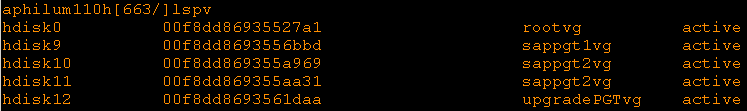 aphilum110h[663/]lspv
hdisk0 00f8dd86935527a1 rootvg active
hdisk9 00f8dd8693556bbd sappgt1vg active
hdisk10 00f8dd869355a969 sappgt2vg active
hdisk11 00f8dd869355aa31 sappgt2vg active
hdisk12 00f8dd8693561daa upgradePGTvg active